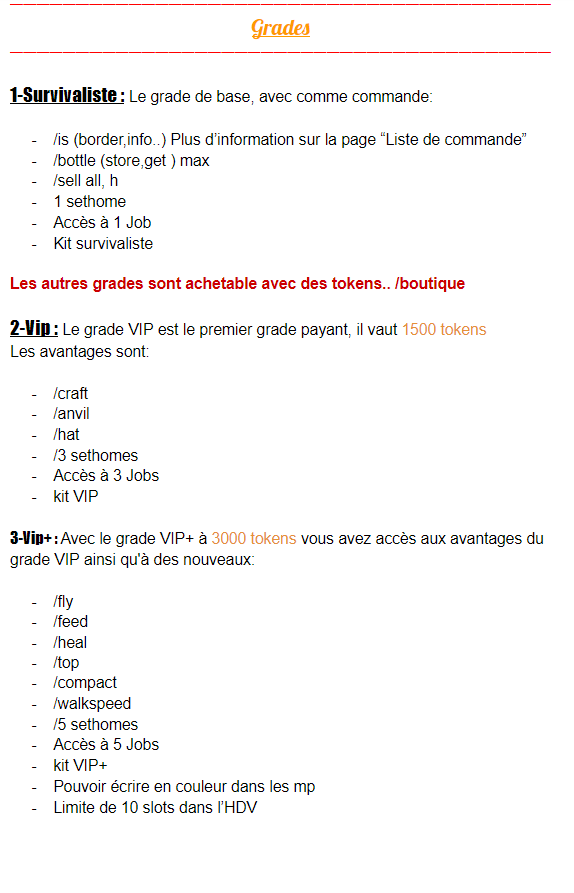 Grades
1-Survivaliste : Le grade de base, avec comme commande:
- /is (border,info..) Plus d’information sur la page “Liste de commande”
- /bottle (store,get ) max
- /sell all, h
- 1 sethome
- Accès à 1 Job
- Kit survivaliste
Les autres grades sont achetable avec des tokens.. /boutique
2-Vip : Le grade VIP est le premier grade payant, il vaut 1500 tokens
Les avantages sont:
- /craft
- /anvil
- /hat
- /3 sethomes
- Accès à 3 Jobs
- kit VIP
3-Vip+ : Avec le grade VIP+ à 3000 tokens vous avez accès aux avantages du
grade VIP ainsi qu'à des nouveaux:
- /fly
- /feed
- /heal
- /top
- /compact
- /walkspeed
- /5 sethomes
- Accès à 5 Jobs
- kit VIP+
- Pouvoir écrire en couleur dans les mp
- Limite de 10 slots dans l’HDV